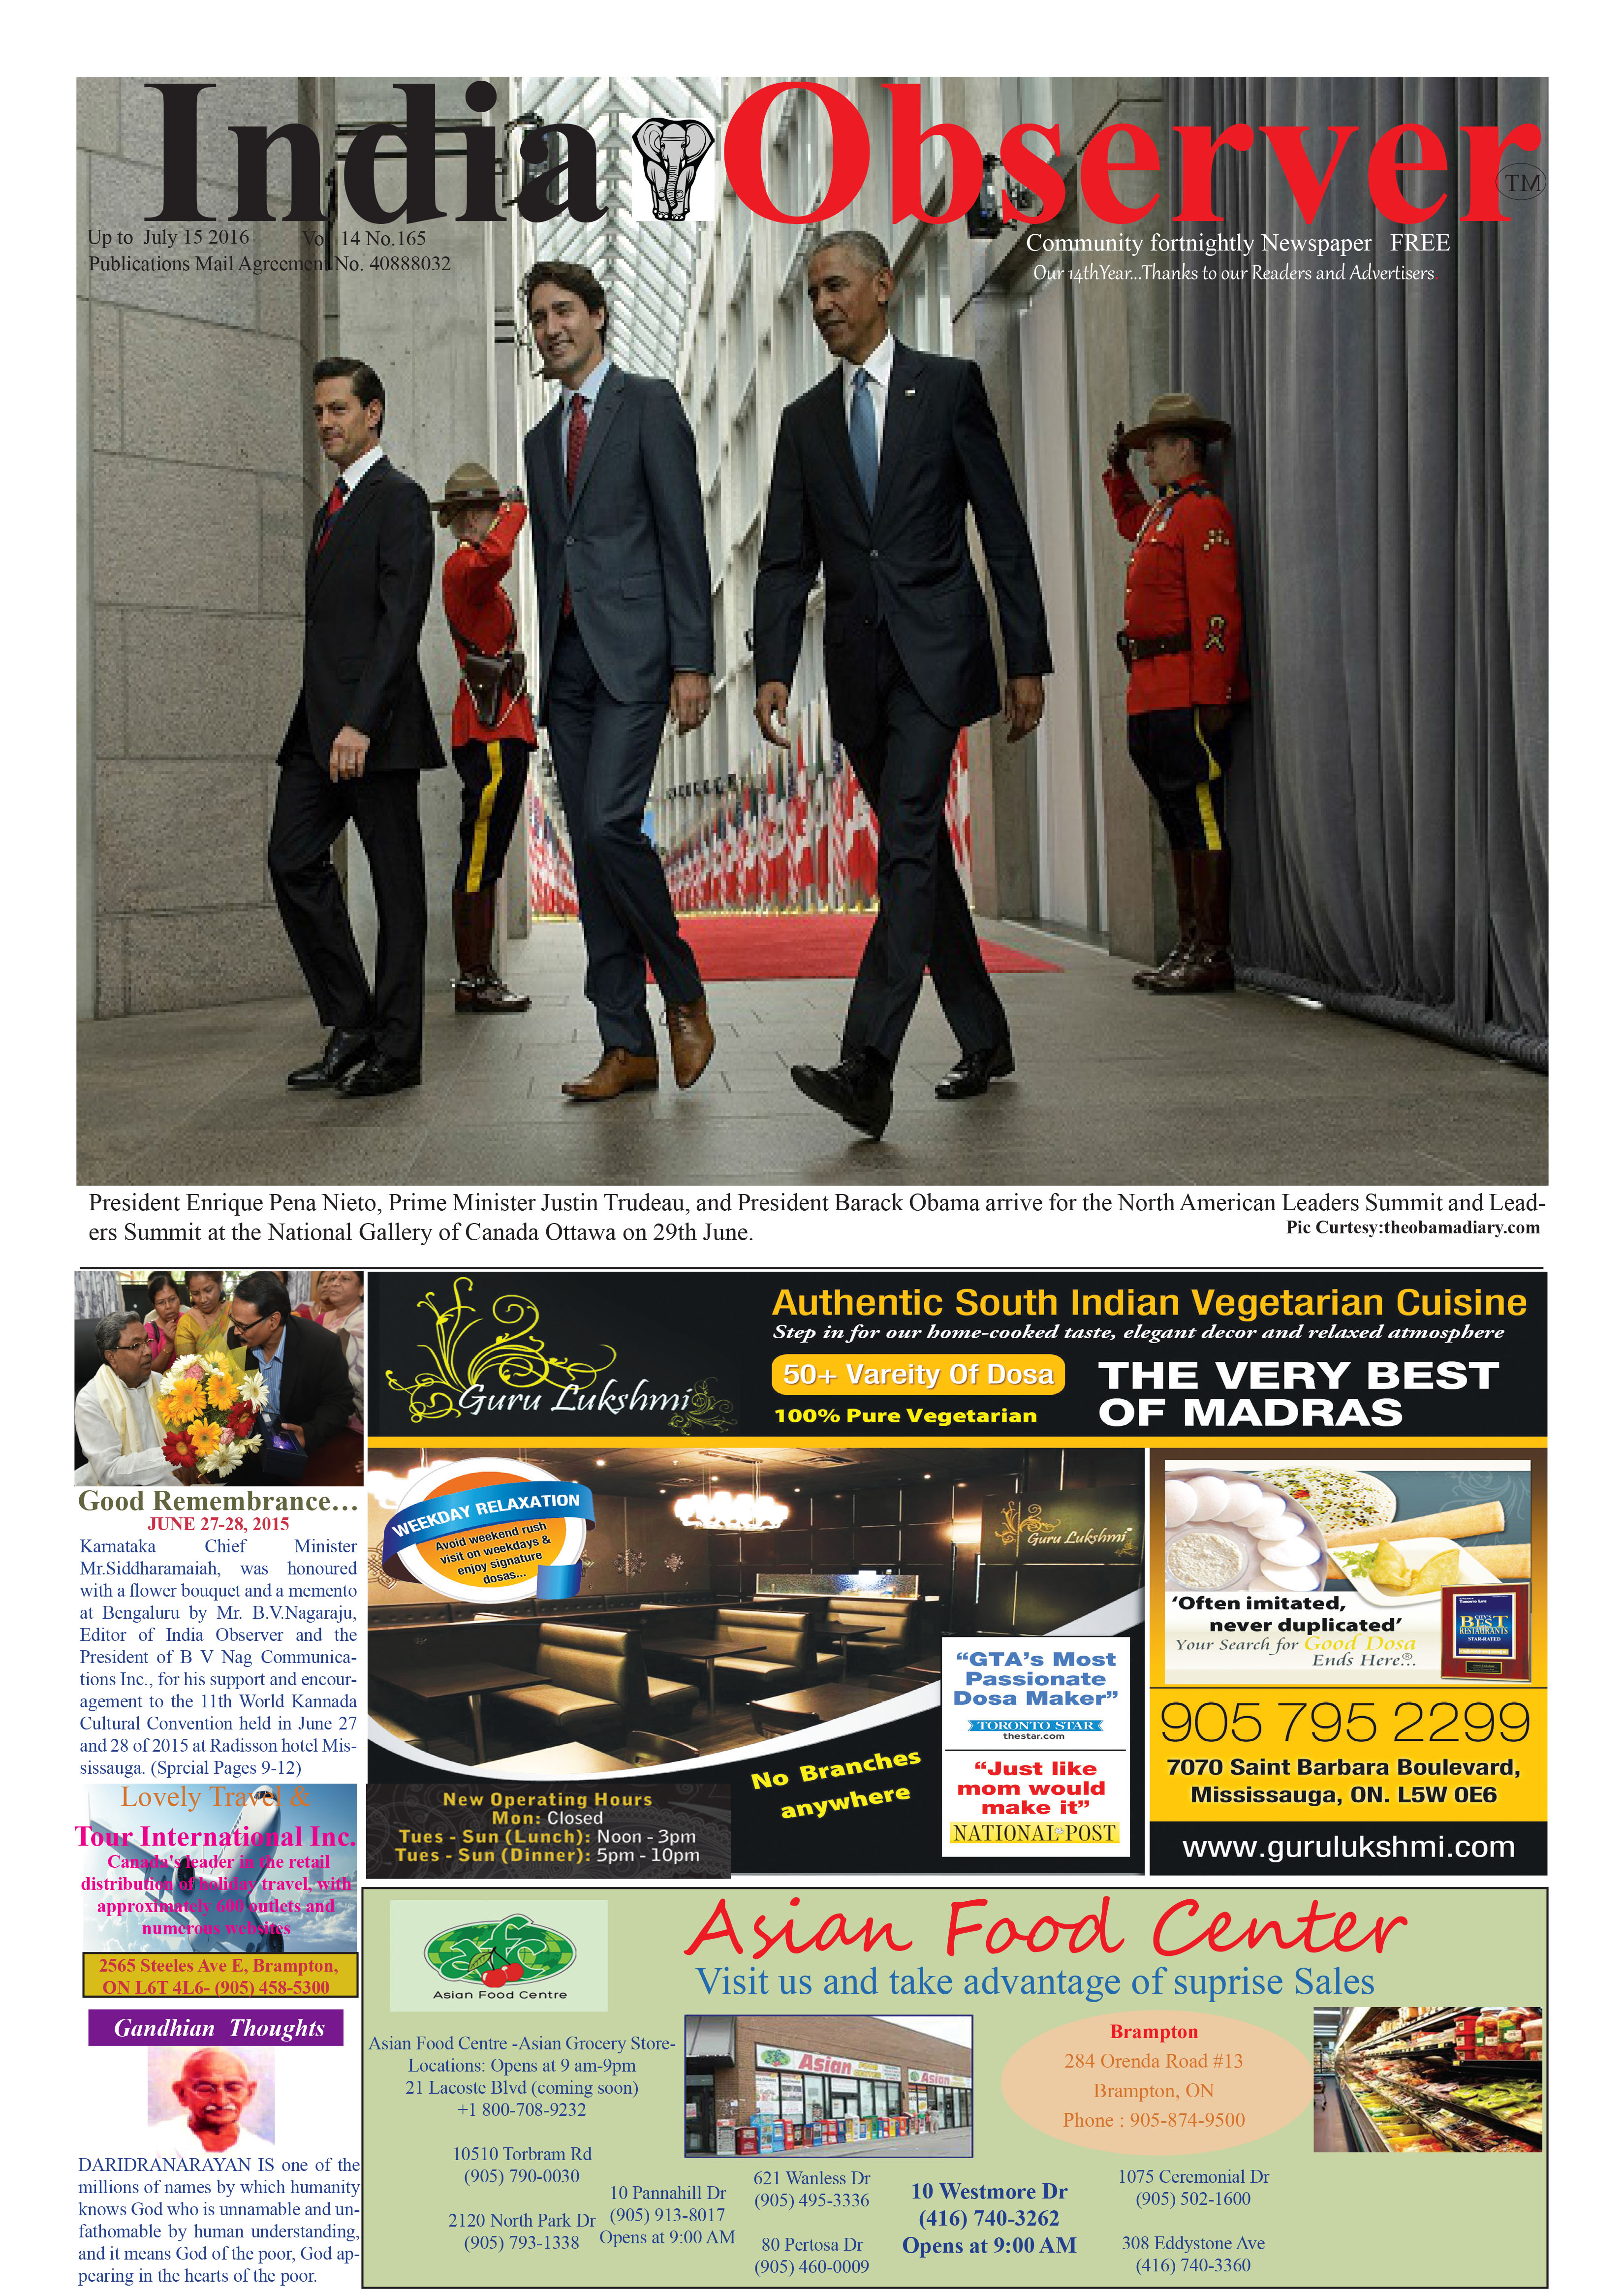 India Observer
TM
Up to July 15 2016 Vol 14 No.165
Publications Mail Agreement No. 40888032
Community fortnightly Newspaper FREE
Our 14thYear...Thanks to our Readers and Advertisers.
President Enrique Pena Nieto, Prime Minister Justin Trudeau, and President Barack Obama arrive for the North American Leaders Summit and Lead-
ers Summit at the National Gallery of Canada Ottawa on 29th June.
Pic Curtesy:theobamadiary.com
Good Remembrance...
JUNE 27-28, 2015
Karnataka Chief Minister
Mr.Siddharamaiah, was honoured
with a flower bouquet and a memento
at Bengaluru by Mr. B.V.Nagaraju,
Editor of India Observer and the
President of B V Nag Communica-
tions Inc., for his support and encour-
agement to the 11th World Kannada
Cultural Convention held in June 27
and 28 of 2015 at Radisson hotel Mis-
sissauga. (Sprcial Pages 9-12)
Lovely Travel &
Tour International Inc.
Canada's leader in the retail
distribution of holiday travel, with
approximately 600 outlets and
numerous websites
2565 Steeles Ave E, Brampton,
ON L6T 4L6- (905) 458-5300
Gandhian Thoughts
DARIDRANARAYAN IS one of the
millions of names by which humanity
knows God who is unnamable and un-
fathomable by human understanding,
and it means God of the poor, God ap-
pearing in the hearts of the poor.
Guru Lukshmi
Authentic South Indian Vegetarian Cuisine
Step in for our home-cooked taste, elegant decor and relaxed atmosphere
50+ Vareity Of Dosa
100% Pure Vegetarian
THE VERY BEST
OF MADRAS
WEEKDAY RELAXATION
Avoid weekend rush
visit on weekdays &
enjoy signature
dosas...
Guru Lukshmi
"GTA's Most
Passionate
Dosa Maker"
TORONTO STAR
thestar.com
"Just like
mom would
make it"
NATIONAL POST
No Branches
anywhere
New Operating Hours
Mon: Closed
Tues - Sun (Lunch): Noon - 3pm
Tues - Sun (Dinner): 5pm - 10pm
'Often imitated,
never duplicated'
Your Search for Good Dosa
Ends Here®...
BEST
RESTAURANTS
STAR-RATED
905 795 2299
7070 Saint Barbara Boulevard,
Mississauga, ON. L5W 0E6
www.gurulukshmi.com
afc
Asian Food Centre
Asian Food Center
Visit us and take advantage of suprise Sales
Asian Food Centre -Asian Grocery Store-
Locations: Opens at 9 am-9pm
21 Lacoste Blvd (coming soon)
+1 800-708-9232
10510 Torbram Rd
(905) 790-0030
2120 North Park Dr
(905) 793-1338
10 Pannahill Dr
(905) 913-8017
Opens at 9:00 AM
Asian
Asian
621 Wanless Dr
(905) 495-3336
80 Pertosa Dr
(905) 460-0009
10 Westmore Dr
(416) 740-3262
Opens at 9:00 AM
Brampton
284 Orenda Road #13
Brampton, ON
Phone : 905-874-9500
1075 Ceremonial Dr
(905) 502-1600
308 Eddystone Ave
(416) 740-3360